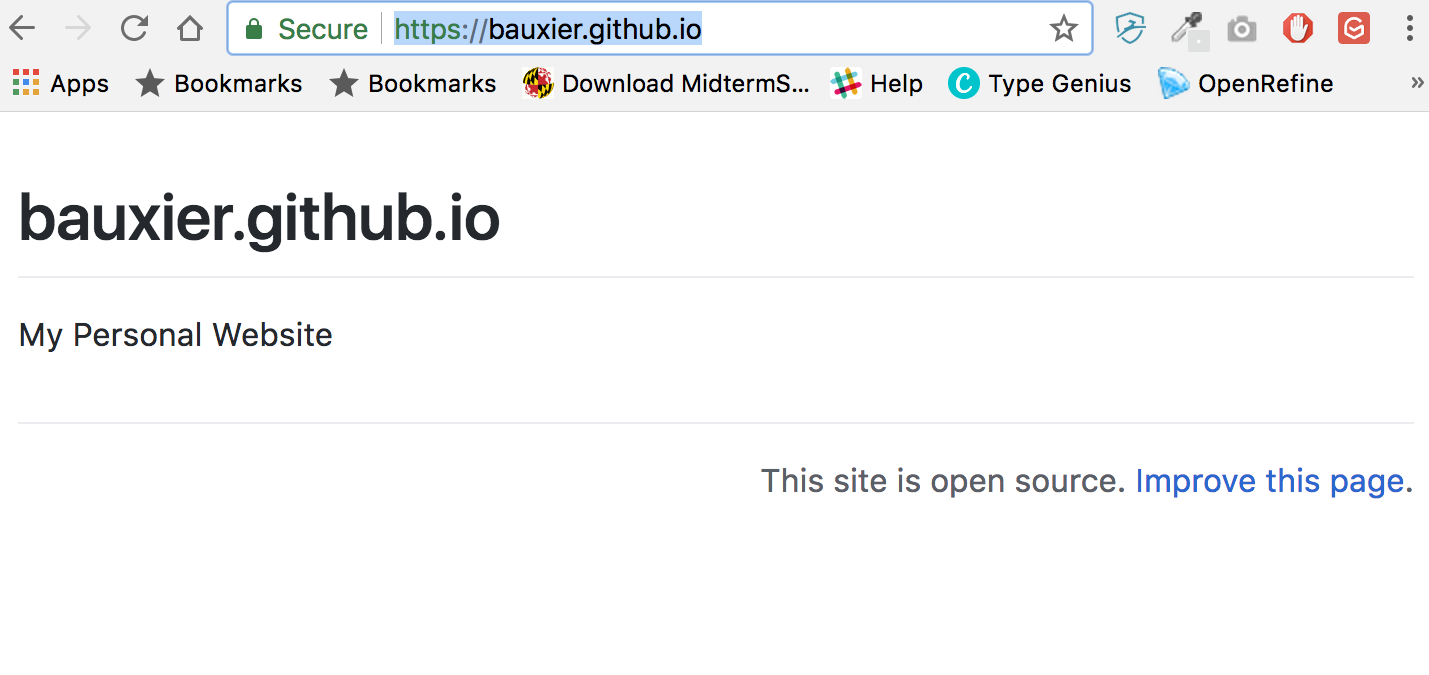 Secure https://bauxier.github.io
Apps Bookmarks Bookmarks Download MidtermS... Help C Type Genius OpenRefine »
bauxier.github.io
My Personal Website
This site is open source. Improve this page.